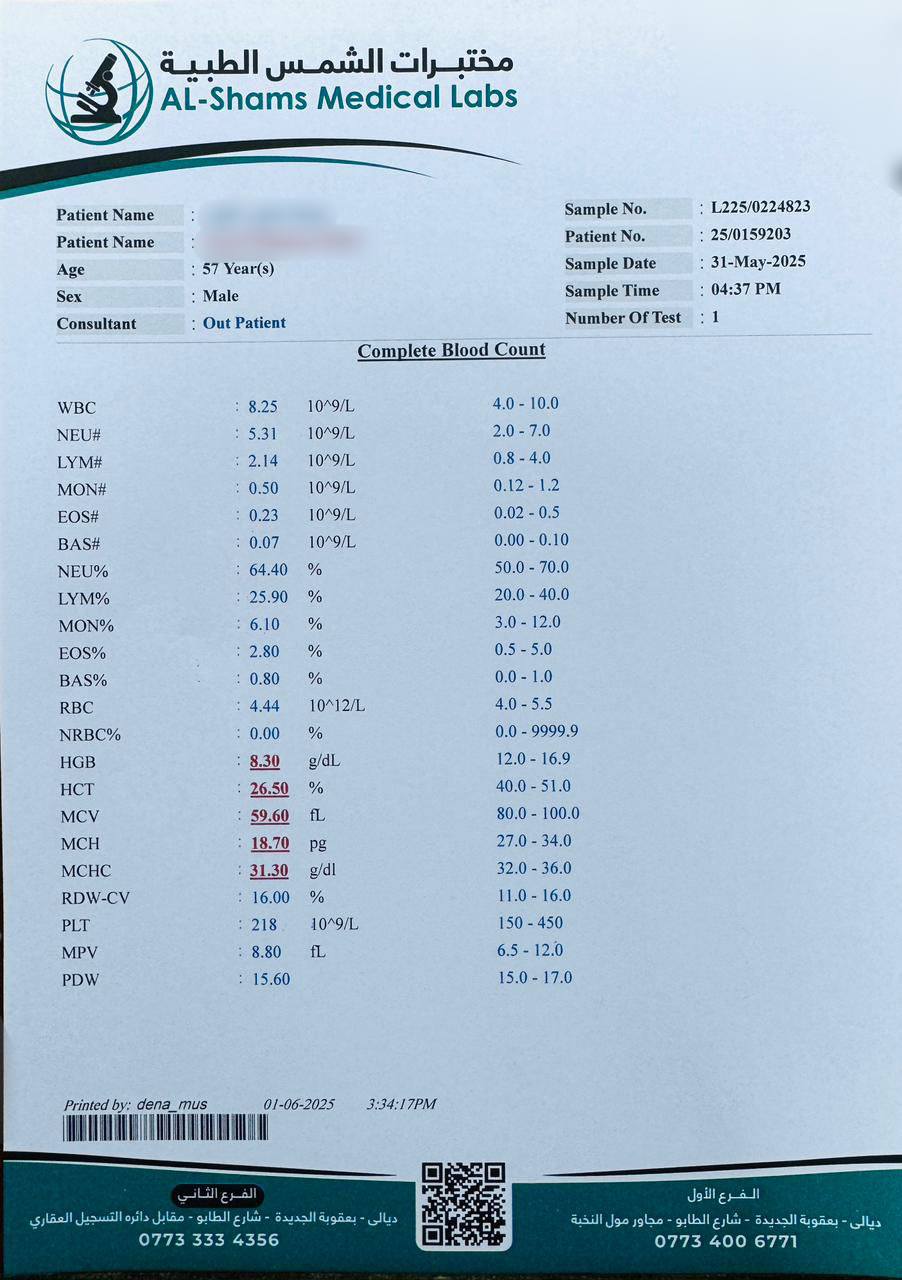 مختبرات الشمس الطبية
AL-Shams Medical Labs
Patient Name :
Patient Name :
Age : 57 Year(s)
Sex : Male
Consultant : Out Patient
Sample No. : L225/0224823
Patient No. : 25/0159203
Sample Date : 31-May-2025
Sample Time : 04:37 PM
Number Of Test : 1
Complete Blood Count
WBC : 8.25 10^9/L 4.0 - 10.0
NEU# : 5.31 10^9/L 2.0 - 7.0
LYM# : 2.14 10^9/L 0.8 - 4.0
MON# : 0.50 10^9/L 0.12 - 1.2
EOS# : 0.23 10^9/L 0.02 - 0.5
BAS# : 0.07 10^9/L 0.00 - 0.10
NEU% : 64.40 % 50.0 - 70.0
LYM% : 25.90 % 20.0 - 40.0
MON% : 6.10 % 3.0 - 12.0
EOS% : 2.80 % 0.5 - 5.0
BAS% : 0.80 % 0.0 - 1.0
RBC : 4.44 10^12/L 4.0 - 5.5
NRBC% : 0.00 % 0.0 - 9999.9
HGB : 8.30 g/dL 12.0 - 16.9
HCT : 26.50 % 40.0 - 51.0
MCV : 59.60 fL 80.0 - 100.0
MCH : 18.70 pg 27.0 - 34.0
MCHC : 31.30 g/dl 32.0 - 36.0
RDW-CV : 16.00 % 11.0 - 16.0
PLT : 218 10^9/L 150 - 450
MPV : 8.80 fL 6.5 - 12.0
PDW : 15.60 15.0 - 17.0
Printed by: dena_mus 01-06-2025 3:34:17PM
الفرع الأول
ديالى - بعقوبة الجديدة - شارع الطابو - مجاور مول النخبة
0773 400 6771
الفرع الثاني
ديالى - بعقوبة الجديدة - شارع الطابو - مقابل دائره التسجيل العقاري
0773 333 4356